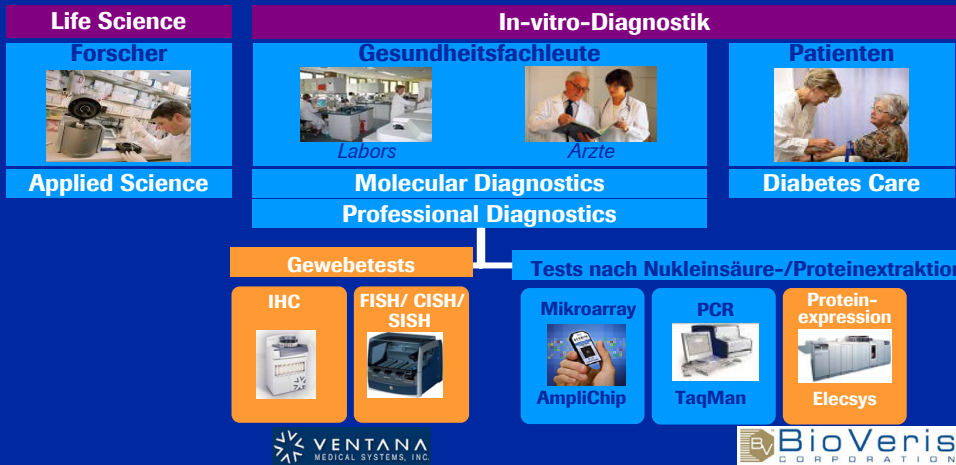 Life Science
In-vitro-Diagnostik
Forscher
Gesundheitsfachleute
Patienten
Labors
Ärzte
Applied Science
Molecular Diagnostics
Diabetes Care
Professional Diagnostics
Gewebetests
Tests nach Nukleinsäure-/Proteinextraktion
IHC
FISH/ CISH/
SISH
Mikroarray
PCR
Protein-
expression
AmpliChip
TaqMan
Elecsys
VENTANA
MEDICAL SYSTEMS, INC.
BV
BioVeris
CORPORATION